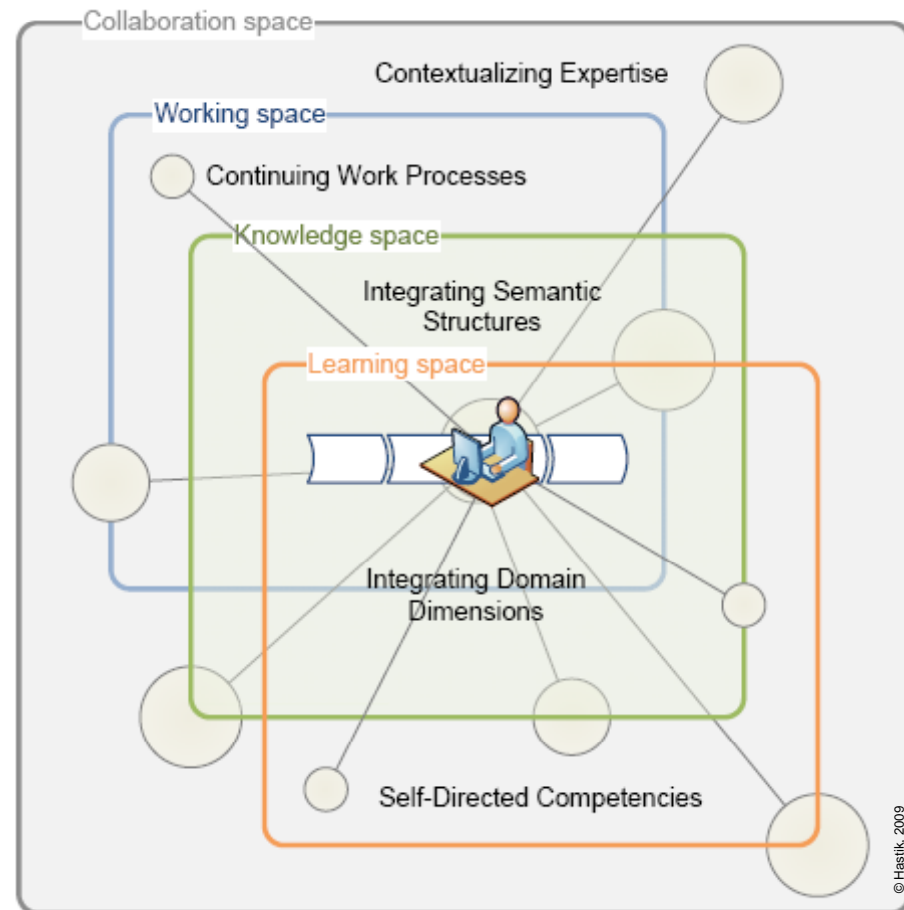 Collaboration space
Contextualizing Expertise
Working space
Continuing Work Processes
Knowledge space
Integrating Semantic
Structures
Learning space
Integrating Domain
Dimensions
Self-Directed Competencies
© Hastik, 2009